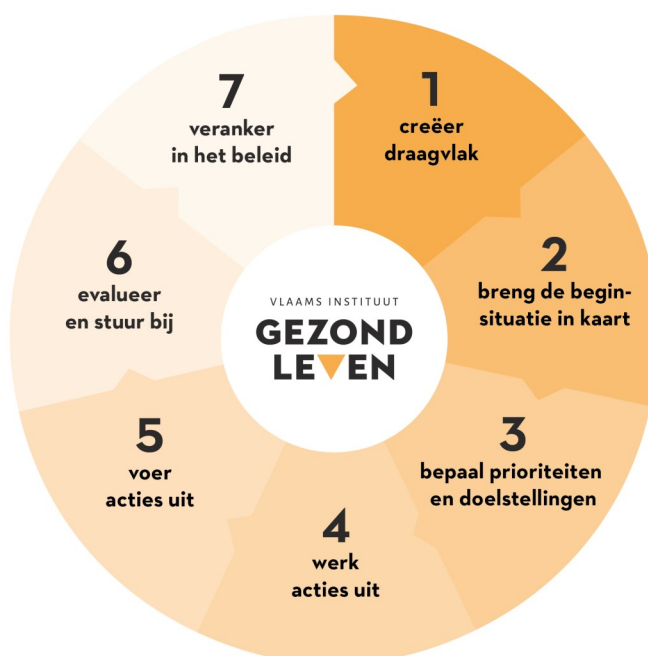 1
creëer
draagvlak
2
breng de begin-
situatie in kaart
3
bepaal prioriteiten
en doelstellingen
4
werk
acties uit
5
voer
acties uit
6
evalueer
en stuur bij
7
veranker
in het beleid
VLAAMS INSTITUUT
GEZOND
LEVEN